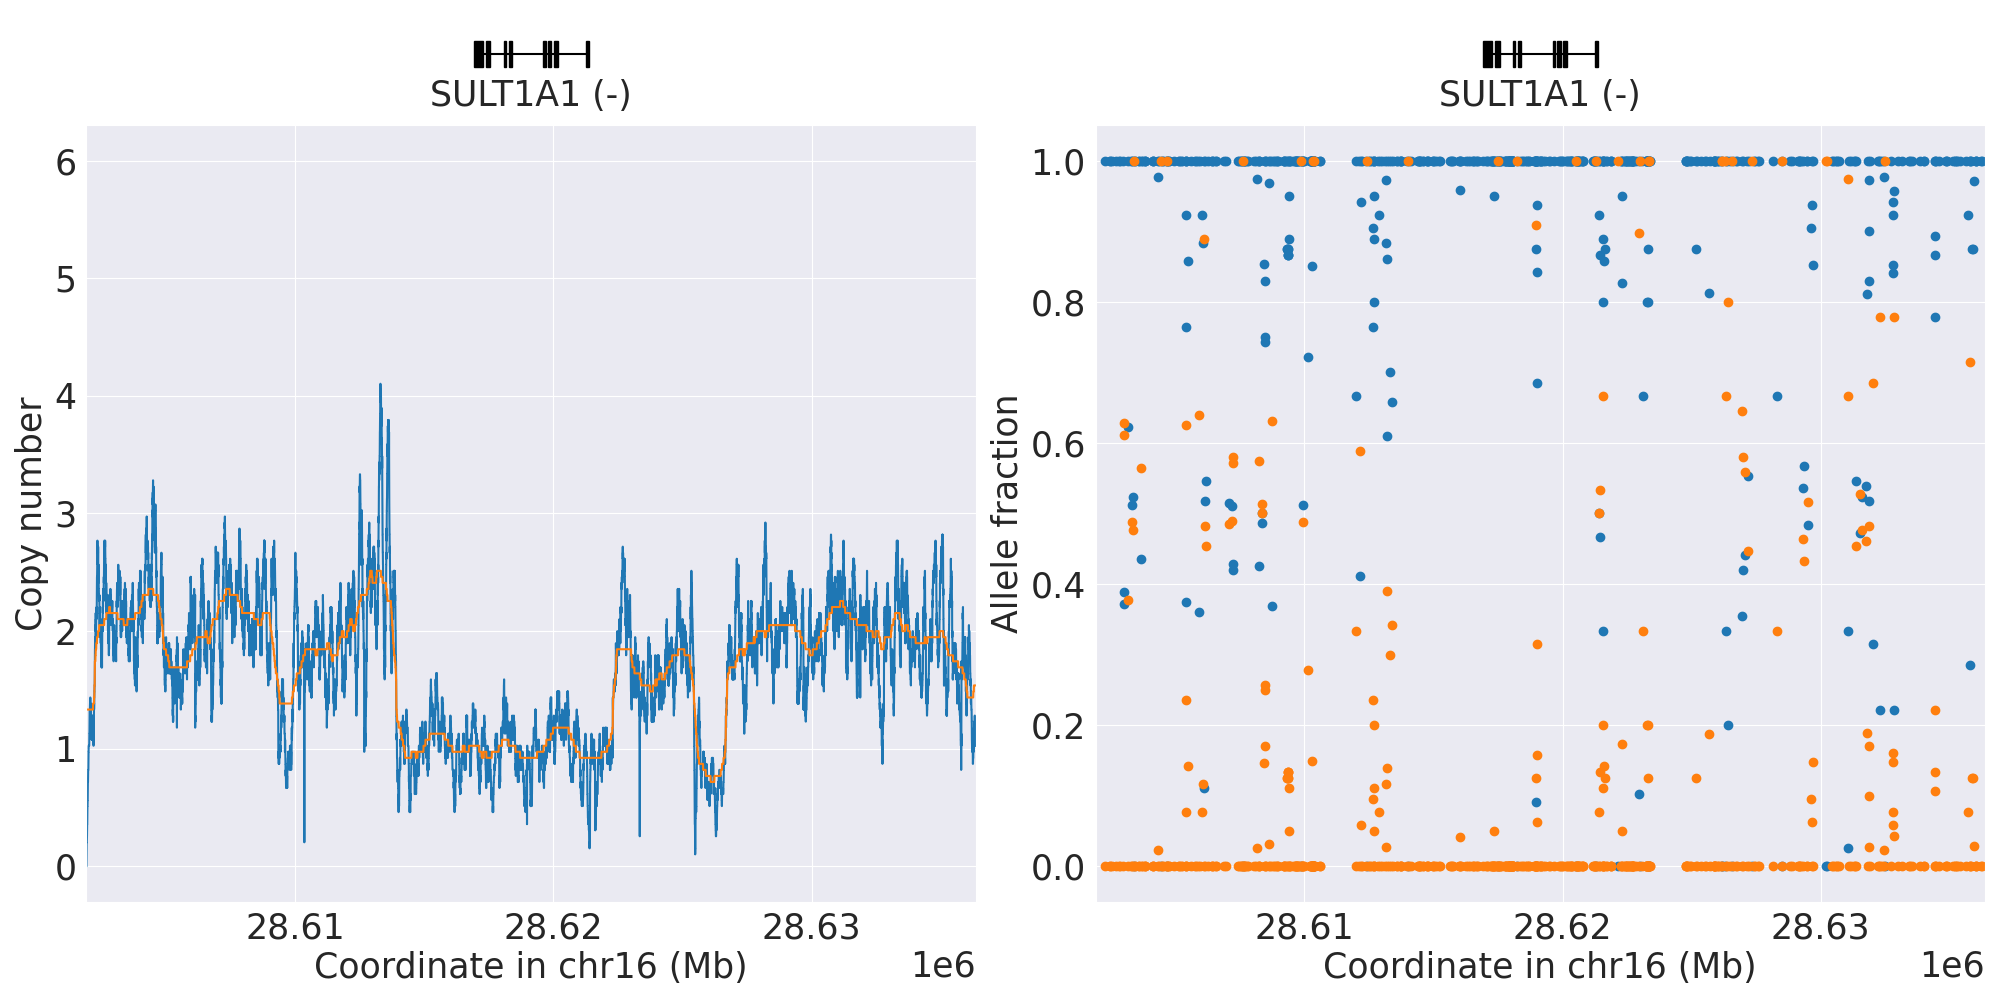 SULT1A1 (-)
6
5
4
3
2
1
0
Copy number
28.61
28.62
28.63
Coordinate in chr16 (Mb)
1e6
SULT1A1 (-)
1.0
0.8
0.6
0.4
0.2
0.0
Allele fraction
28.61
28.62
28.63
Coordinate in chr16 (Mb)
1e6